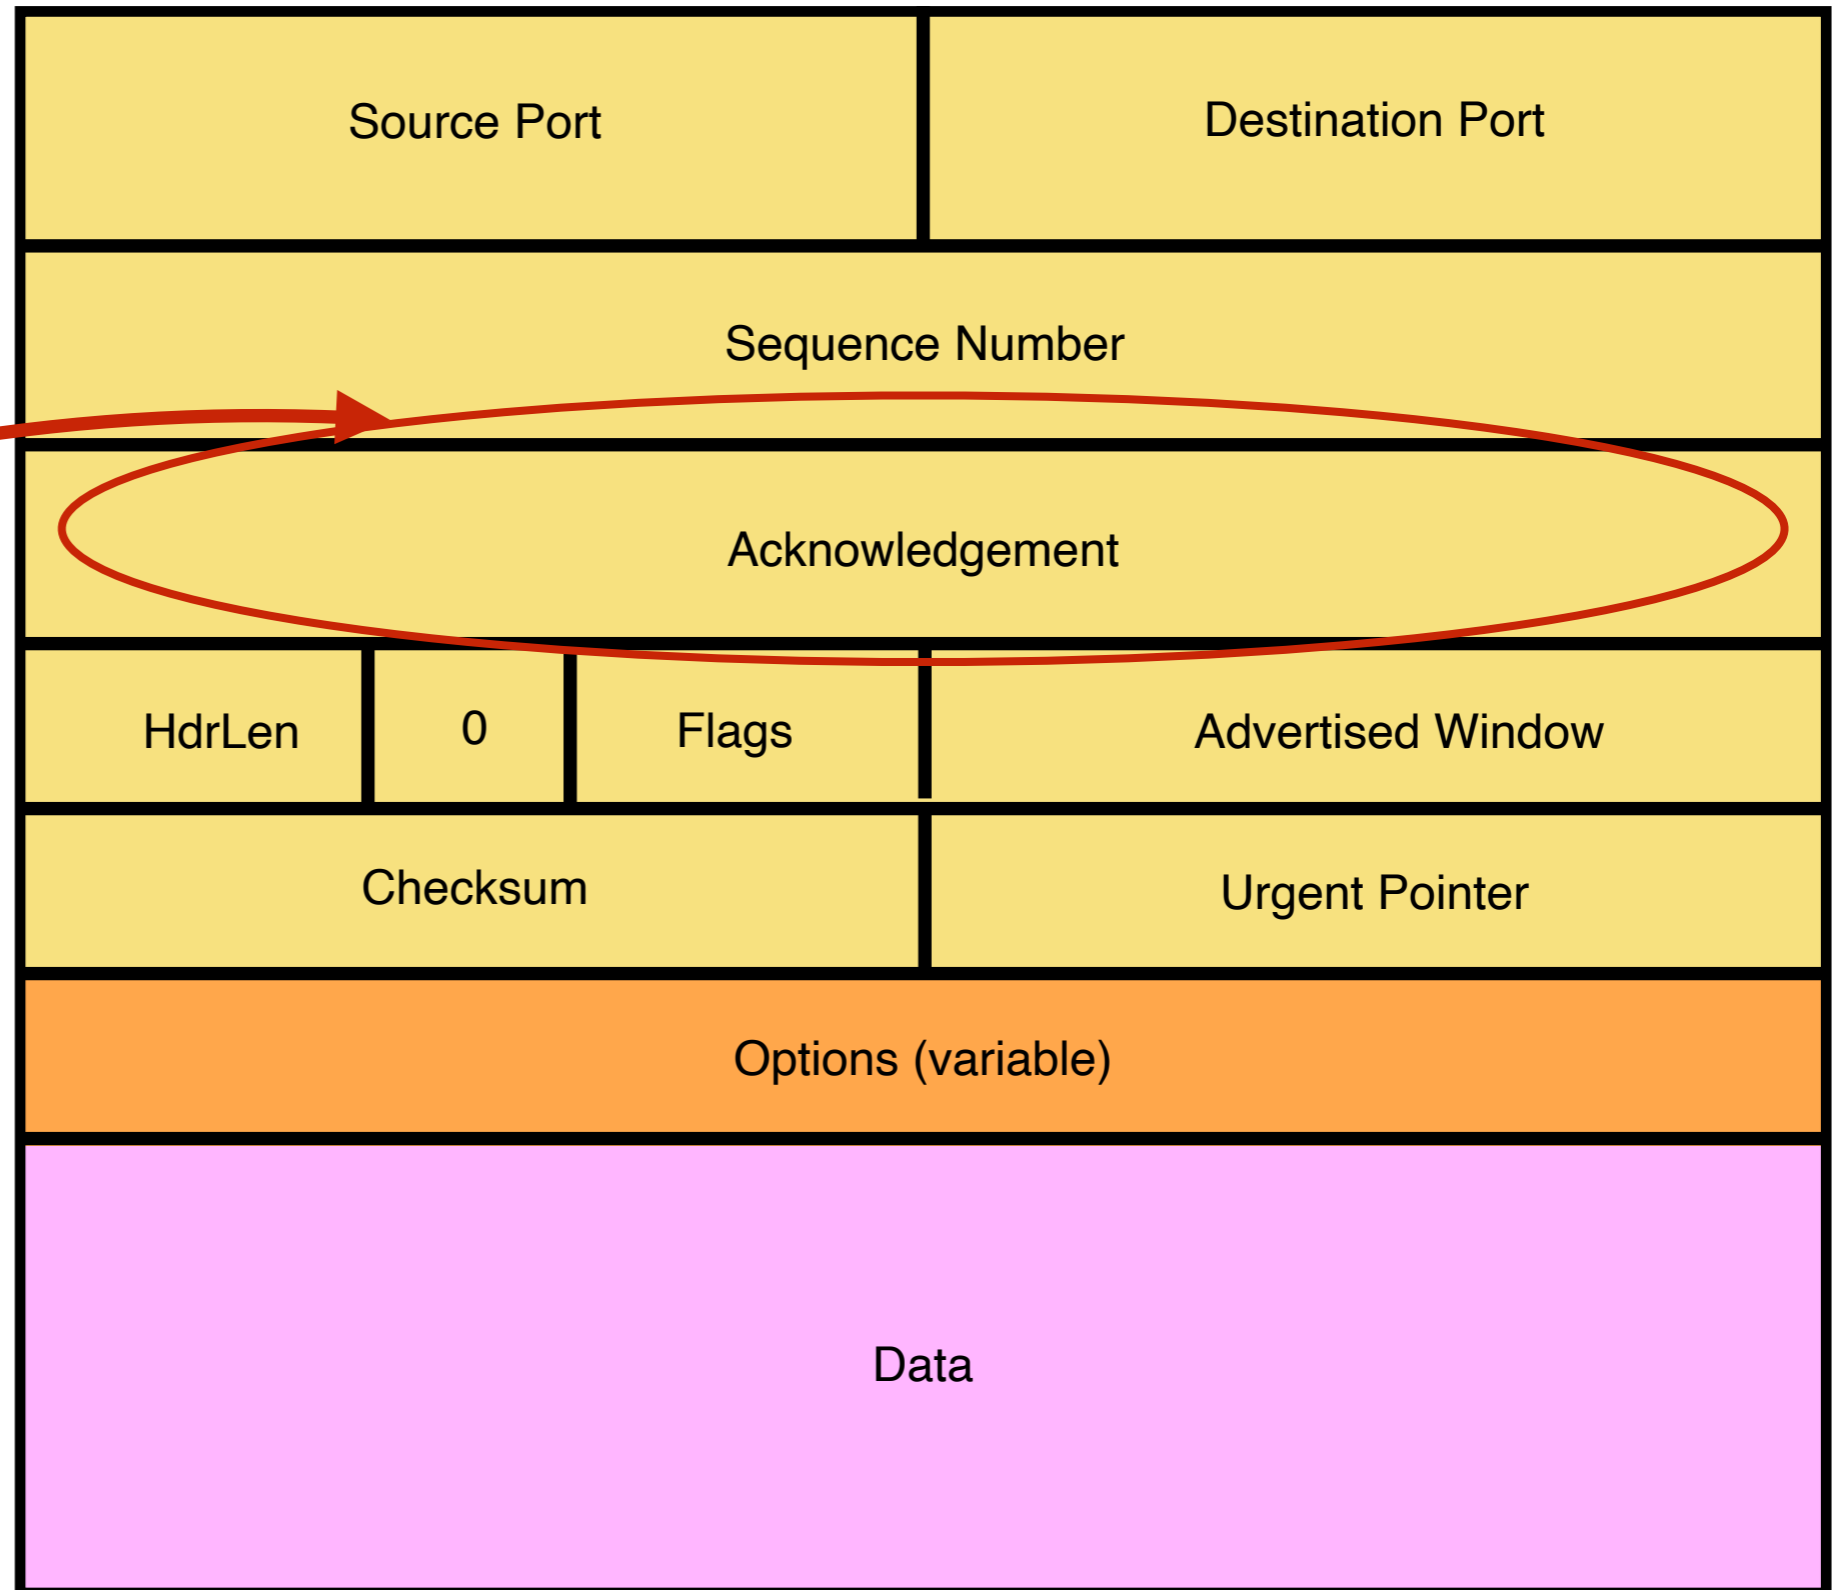 Source Port
Destination Port
Sequence Number
Acknowledgement
HdrLen
0
Flags
Advertised Window
Checksum
Urgent Pointer
Options (variable)
Data